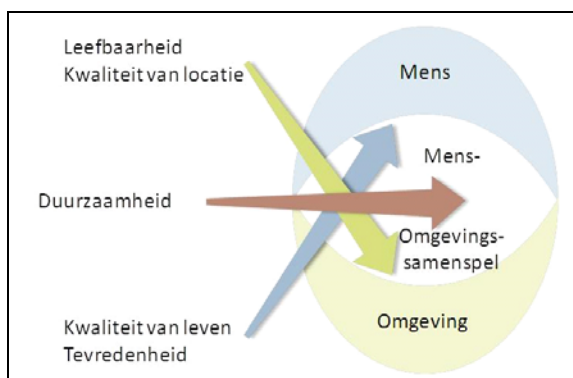 Leefbaarheid
Kwaliteit van locatie
Mens
Mens-
Duurzaamheid
Omgevings-
samenspel
Kwaliteit van leven
Tevredenheid
Omgeving